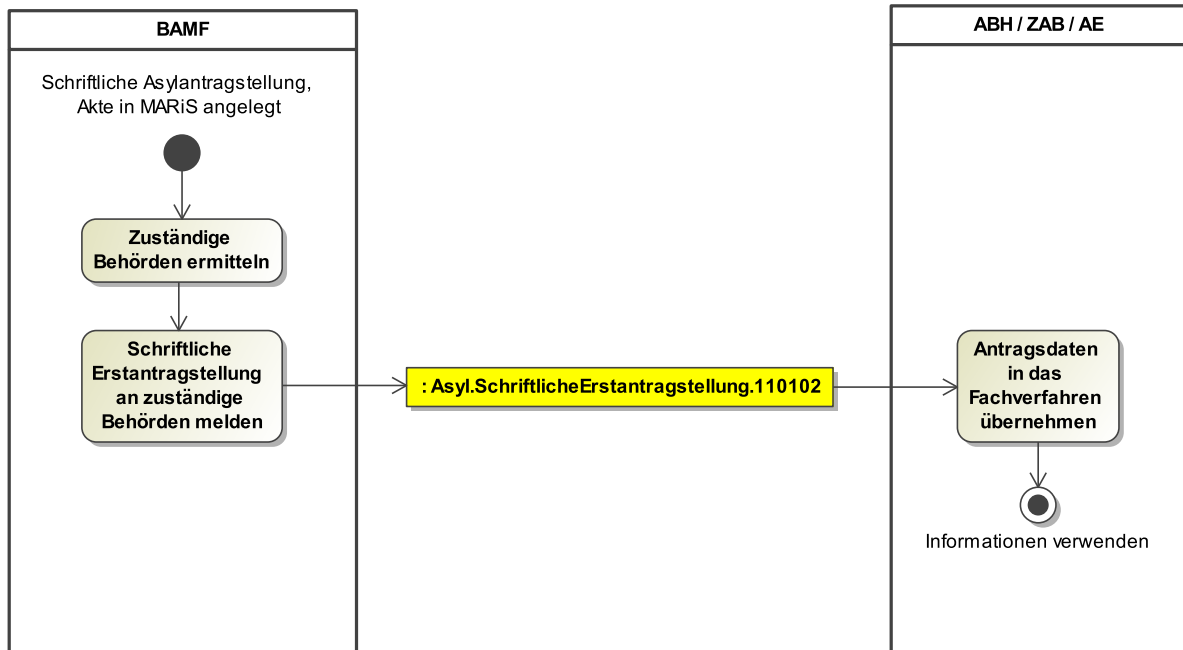 BAMF
Schriftliche Asylantragstellung,
Akte in MARiS angelegt
Zuständige
Behörden ermitteln
Schriftliche
Erstantragstellung
an zuständige
Behörden melden
: Asyl.SchriftlicheErstantragstellung.110102
ABH / ZAB / AE
Antragsdaten
in das
Fachverfahren
übernehmen
Informationen verwenden